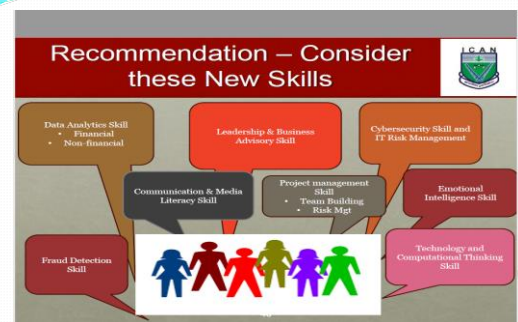 Recommendation – Consider
these New Skills
I C A N
Data Analytics Skill
• Financial
• Non-financial
Leadership & Business
Advisory Skill
Cybersecurity Skill and
IT Risk Management
Communication & Media
Literacy Skill
Project management
Skill
• Team Building
• Risk Mgt
Emotional
Intelligence Skill
Fraud Detection
Skill
Technology and
Computational Thinking
Skill